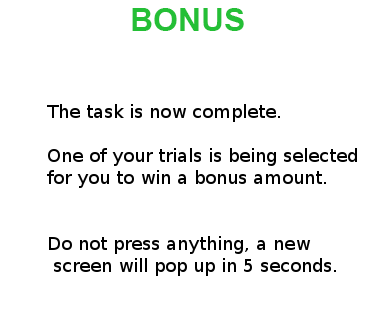 BONUS
The task is now complete.
One of your trials is being selected
for you to win a bonus amount.
Do not press anything, a new
screen will pop up in 5 seconds.